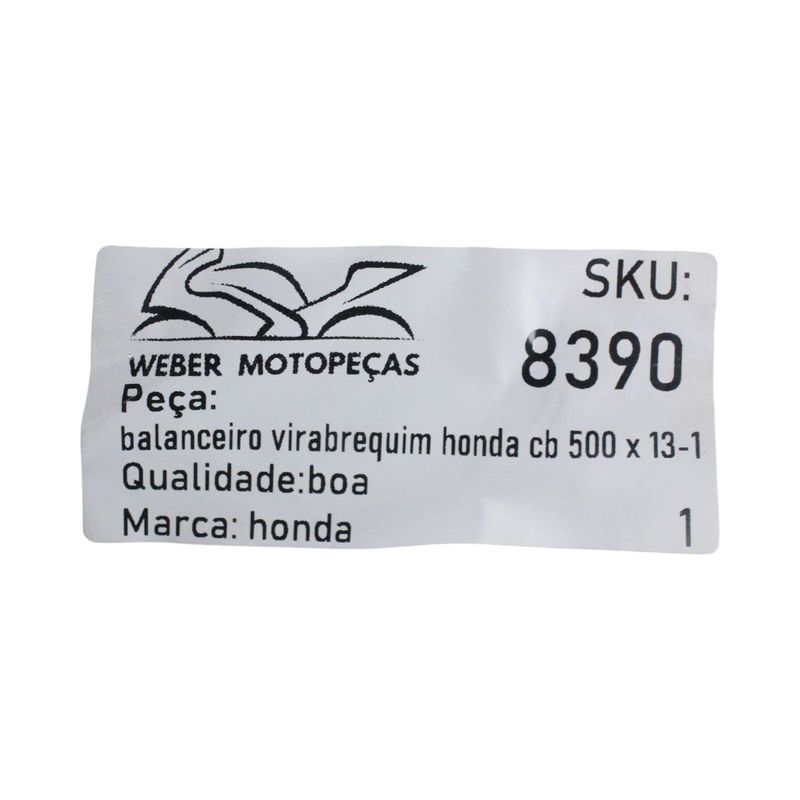 WEBER MOTOPEÇAS
SKU:
8390
Peça:
balanceiro virabrequim honda cb 500 x 13-1
Qualidade:boa
Marca: honda
1